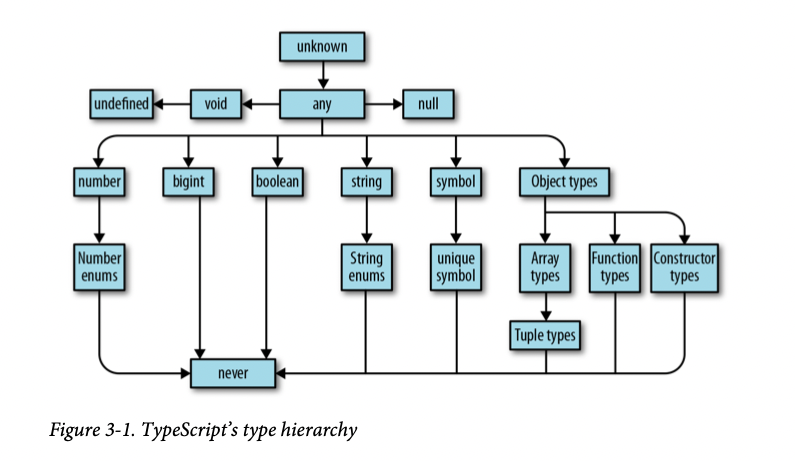 unknown
undefined
void
any
null
number
bigint
boolean
string
symbol
Object types
Number
enums
String
enums
unique
symbol
Array
types
Function
types
Constructor
types
Tuple types
never
Figure 3-1. TypeScript’s type hierarchy